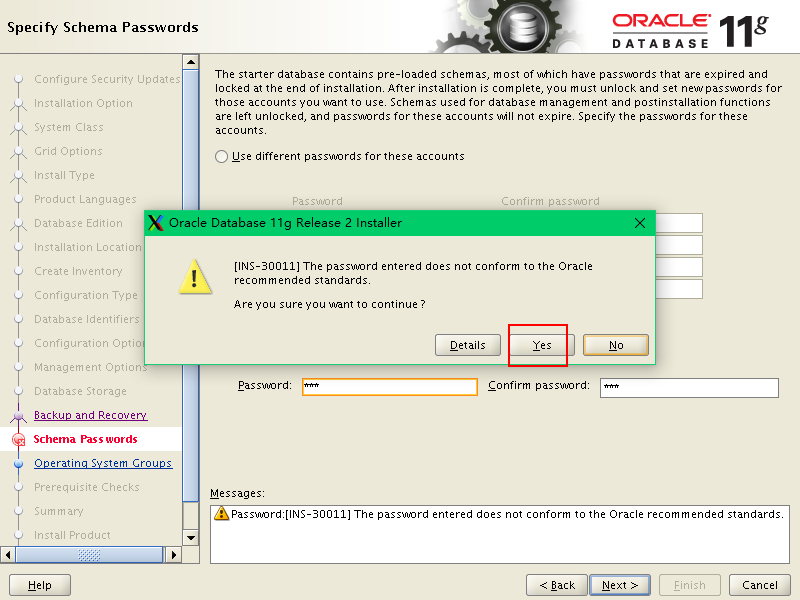 Specify Schema Passwords
ORACLE
DATABASE 11g
Configure Security Updates
Installation Option
System Class
Grid Options
Install Type
Product Languages
Database Edition
Installation Location
Create Inventory
Configuration Type
Database Identifiers
Configuration Option
Management Options
Database Storage
Backup and Recovery
Schema Passwords
Operating System Groups
Prerequisite Checks
Summary
Install Product
The starter database contains pre-loaded schemas, most of which have passwords that are expired and
locked at the end of installation. After installation is complete, you must unlock and set new passwords for
those accounts you want to use. Schemas used for database management and postinstallation functions
are left unlocked, and passwords for these accounts will not expire. Specify the passwords for these
accounts.
Use different passwords for these accounts
Password Confirm password
Oracle Database 11g Release 2 Installer
[INS-30011] The password entered does not conform to the Oracle
recommended standards.
Are you sure you want to continue?
Details Yes No
Password: *** Confirm password: ***
Messages:
Password:[INS-30011] The password entered does not conform to the Oracle recommended standards.
Help < Back Next > Finish Cancel